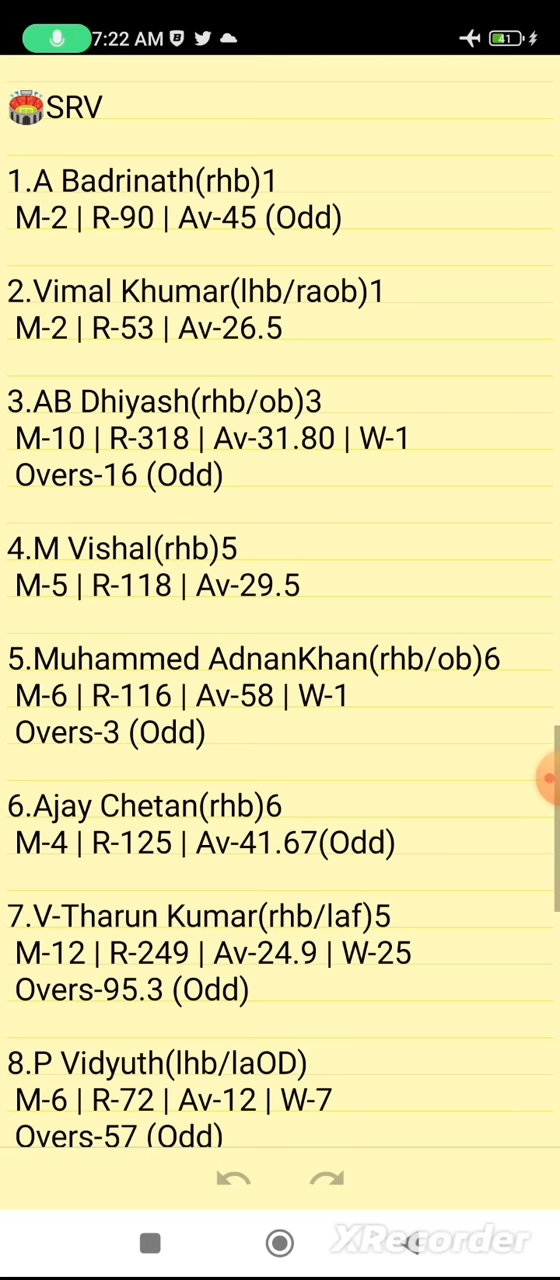 7:22 AM
41
SRV
1.A Badrinath(rhb)1
M-2 | R-90 | Av-45 (Odd)
2.Vimal Khumar(lhb/raob)1
M-2 | R-53 | Av-26.5
3.AB Dhiyash(rhb/ob)3
M-10 | R-318 | Av-31.80 | W-1
Overs-16 (Odd)
4.M Vishal(rhb)5
M-5 | R-118 | Av-29.5
5.Muhammed AdnanKhan(rhb/ob)6
M-6 | R-116 | Av-58 | W-1
Overs-3 (Odd)
6.Ajay Chetan(rhb)6
M-4 | R-125 | Av-41.67(Odd)
7.V-Tharun Kumar(rhb/laf)5
M-12 | R-249 | Av-24.9 | W-25
Overs-95.3 (Odd)
8.P Vidyuth(lhb/laOD)
M-6 | R-72 | Av-12 | W-7
Overs-57 (Odd)
XRecorder